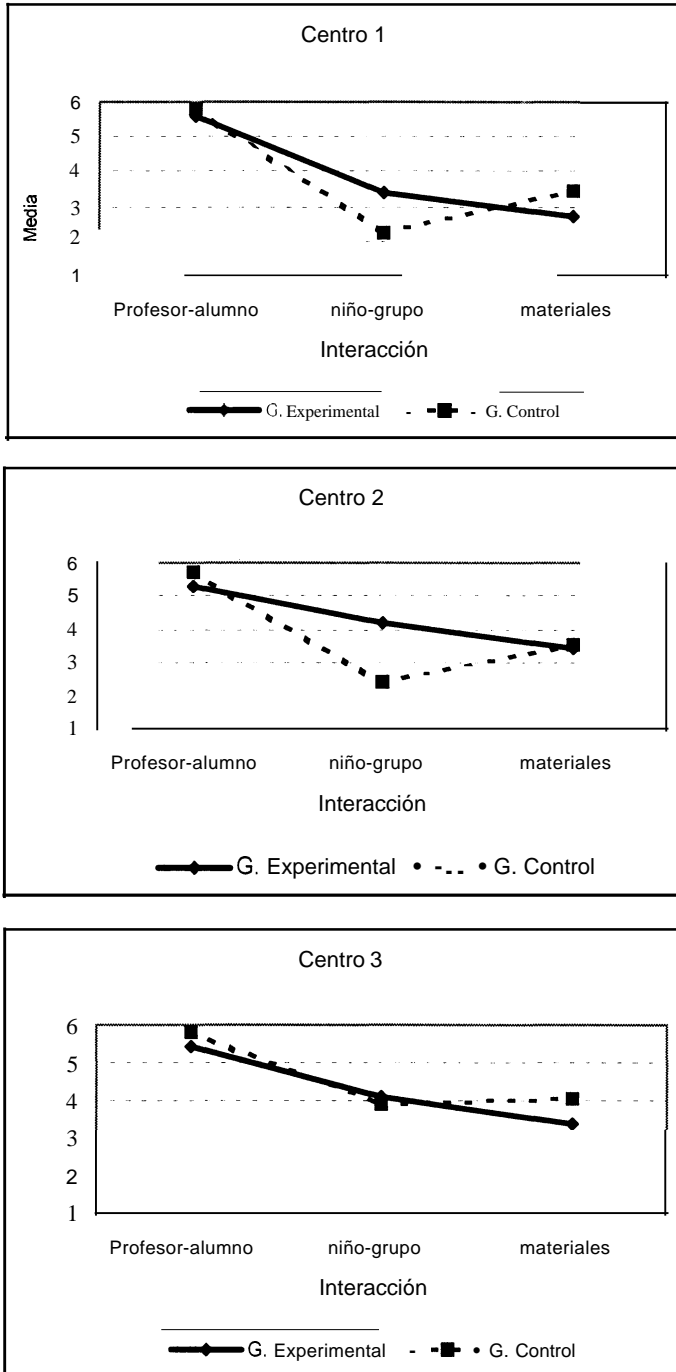 Centro 1
6
5
4
3
2
1
Media
Profesor-alumno niño-grupo materiales
Interacción
G. Experimental G. Control
Centro 2
6
5
4
3
2
1
Profesor-alumno niño-grupo materiales
Interacción
G. Experimental G. Control
Centro 3
6
5
4
3
2
1
Profesor-alumno niño-grupo materiales
Interacción
G. Experimental G. Control